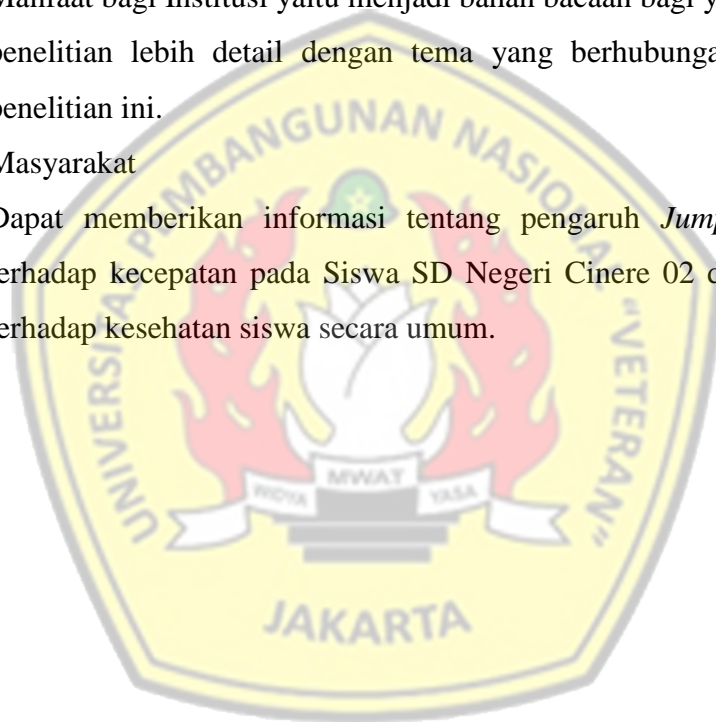 Manfaat bagi Institusi yaitu menjadi bahan bacaan bagi y
penelitian lebih detail dengan tema yang berhubunga
penelitian ini.
Masyarakat
Dapat memberikan informasi tentang pengaruh Jump
terhadap kecepatan pada Siswa SD Negeri Cinere 02 d
terhadap kesehatan siswa secara umum.
UNIVERSITAS PEMBANGUNAN NASIONAL "VETERAN"
WIDYA MWAT YASA
JAKARTA